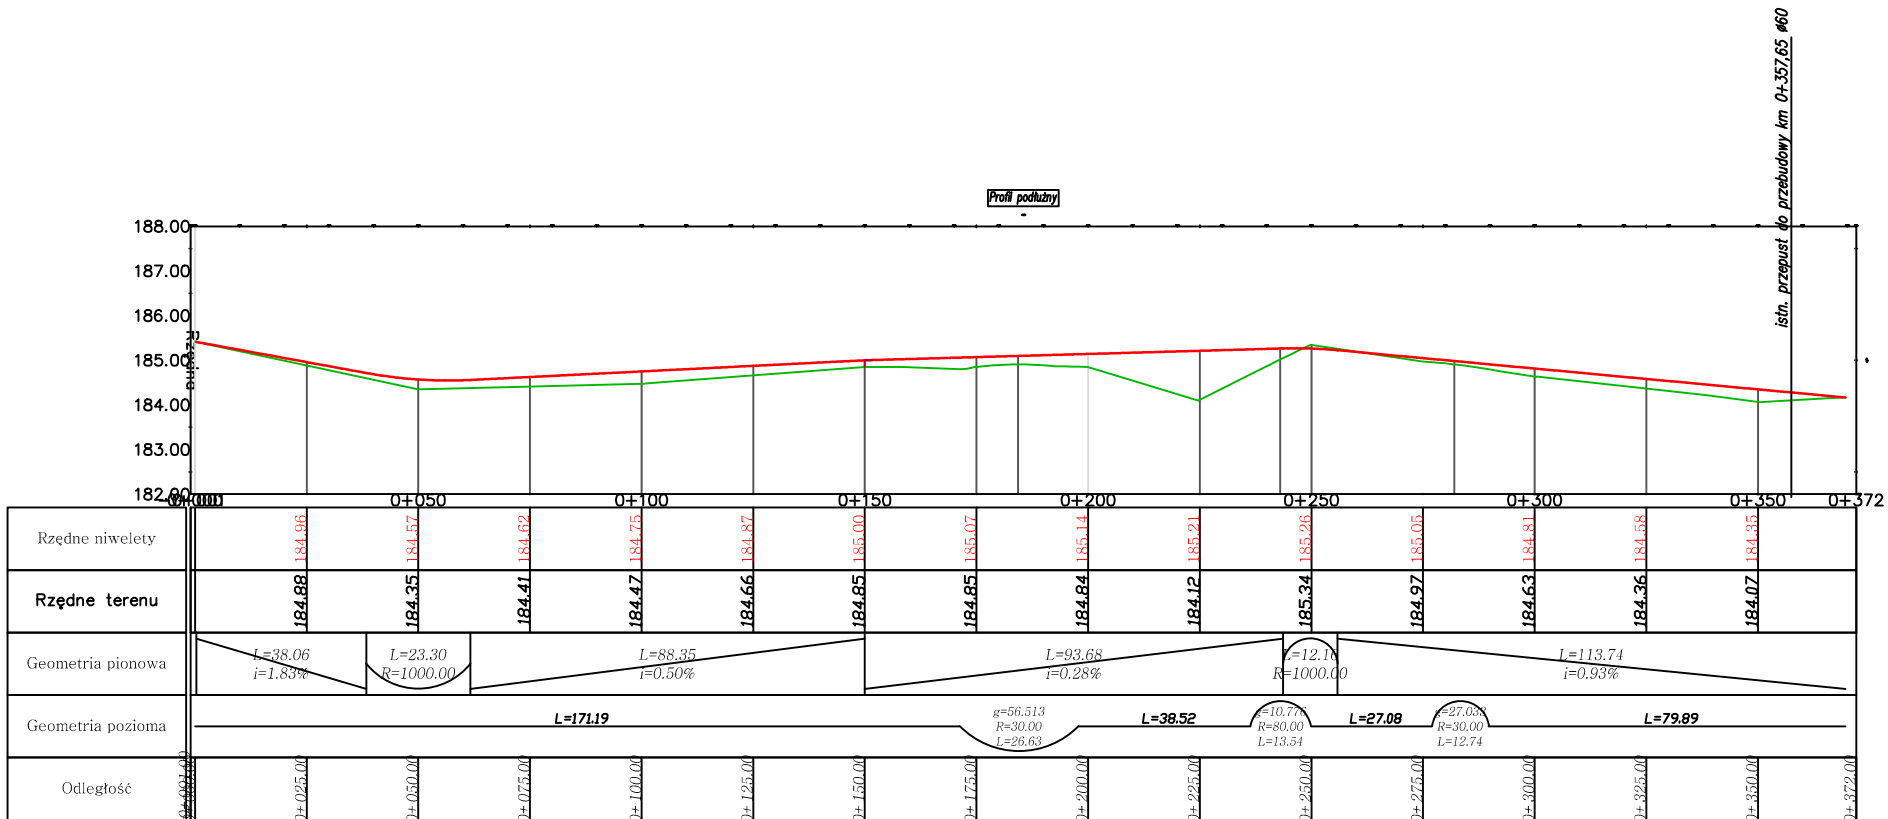 istn. przepust do przebudowy km 0+357,65 ø60
Profil podłużny
188.00
187.00
186.00
185.00
184.00
183.00
182.00
0+050 0+100 0+150 0+200 0+250 0+300 0+350 0+372
Rzędne niwelety 184.96 184.57 184.62 184.75 184.87 185.00 185.07 185.14 185.21 185.26 185.05 184.81 184.58 184.35
Rzędne terenu 184.88 184.35 184.41 184.47 184.66 184.85 184.85 184.84 184.12 185.34 184.97 184.63 184.36 184.07
Geometria pionowa
L=38.06 L=23.30 L=88.35 L=93.68 L=12.10 L=113.74
i=1.83% R=1000.00 i=0.50% i=0.28% R=1000.00 i=0.93%
Geometria pozioma
L=171.19 L=38.52 L=27.08 L=79.89
g=56.513 g=10.776 g=27.033
R=30.00 R=80.00 R=30.00
L=26.63 L=13.54 L=12.74
Odległość 0+025.00 0+050.00 0+075.00 0+100.00 0+125.00 0+150.00 0+175.00 0+200.00 0+225.00 0+250.00 0+275.00 0+300.00 0+325.00 0+350.00 0+372.00